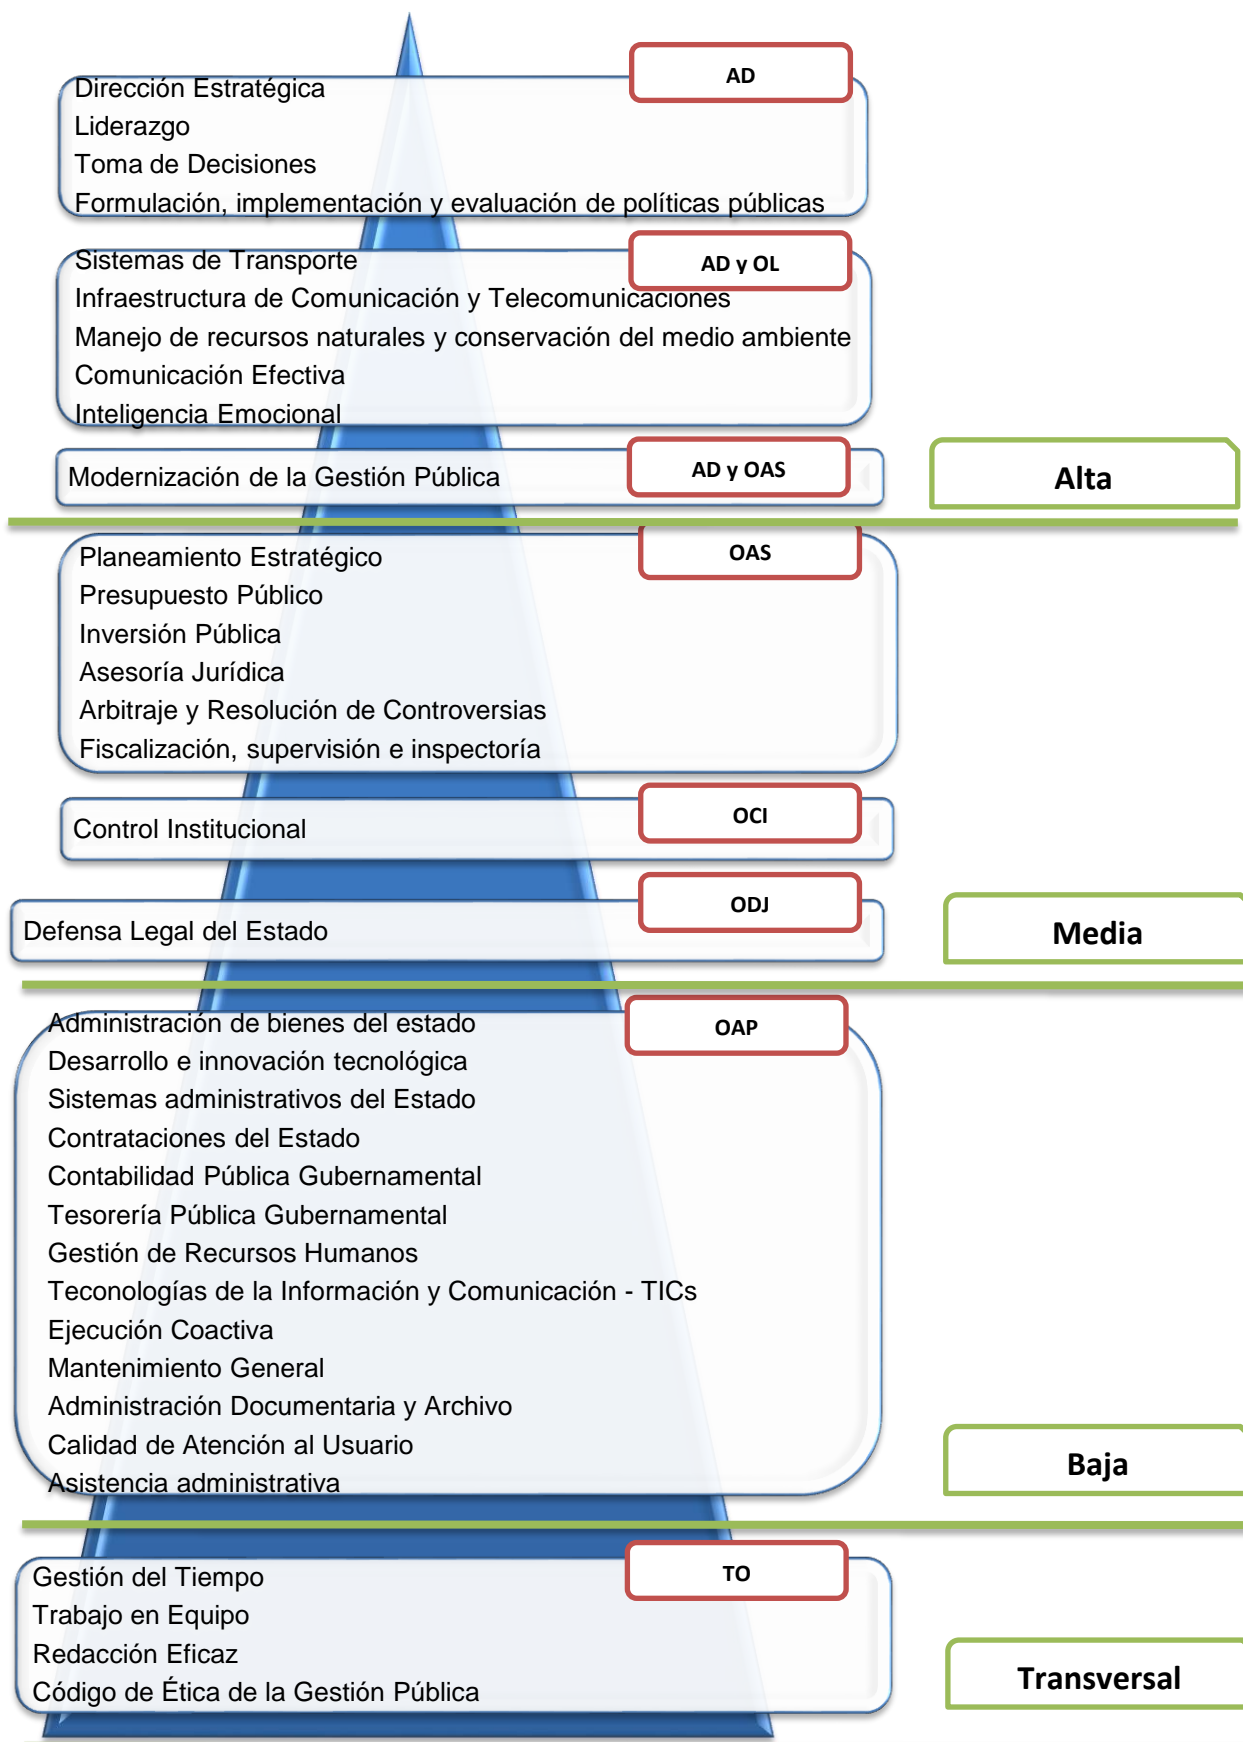 AD
Dirección Estratégica
Liderazgo
Toma de Decisiones
Formulación, implementación y evaluación de políticas públicas
AD y OL
Sistemas de Transporte
Infraestructura de Comunicación y Telecomunicaciones
Manejo de recursos naturales y conservación del medio ambiente
Comunicación Efectiva
Inteligencia Emocional
AD y OAS
Modernización de la Gestión Pública
Alta
OAS
Planeamiento Estratégico
Presupuesto Público
Inversión Pública
Asesoría Jurídica
Arbitraje y Resolución de Controversias
Fiscalización, supervisión e inspectoría
OCI
Control Institucional
ODJ
Defensa Legal del Estado
Media
OAP
Administración de bienes del estado
Desarrollo e innovación tecnológica
Sistemas administrativos del Estado
Contrataciones del Estado
Contabilidad Pública Gubernamental
Tesorería Pública Gubernamental
Gestión de Recursos Humanos
Teconologías de la Información y Comunicación - TICs
Ejecución Coactiva
Mantenimiento General
Administración Documentaria y Archivo
Calidad de Atención al Usuario
Asistencia administrativa
Baja
TO
Gestión del Tiempo
Trabajo en Equipo
Redacción Eficaz
Código de Ética de la Gestión Pública
Transversal